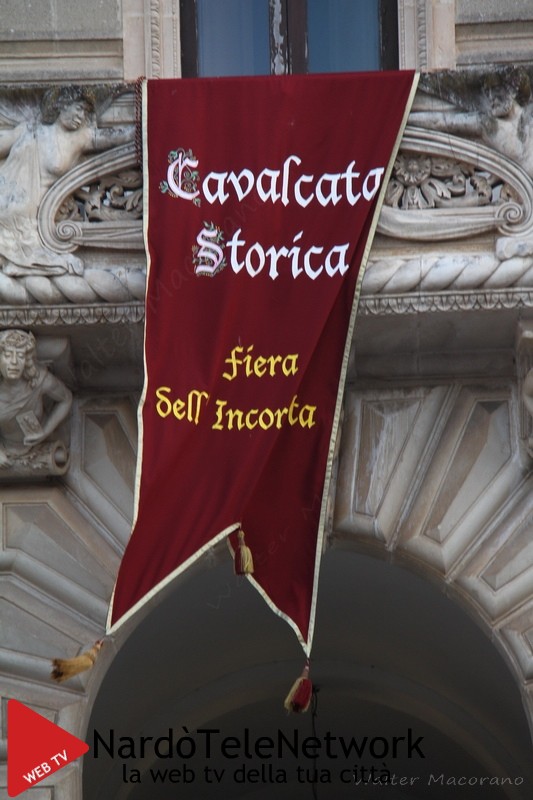 Cavalcata
Storica
fiera
dell' Incorta
WEB TV
NardòTeleNetwork
la web tv della tua città
Walter Macorano